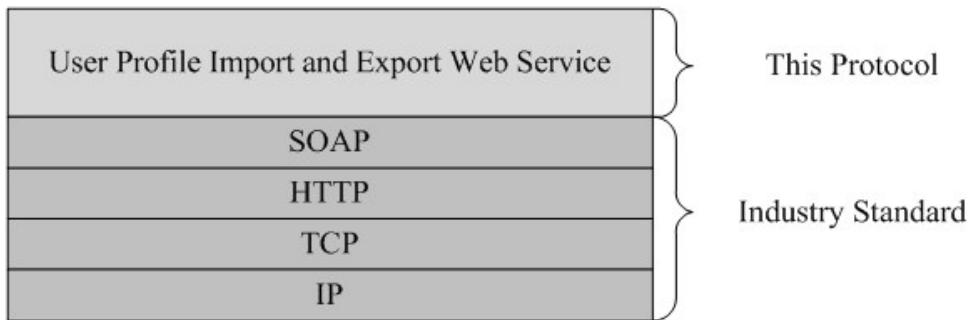 User Profile Import and Export Web Service
This Protocol
SOAP
HTTP
TCP
IP
Industry Standard